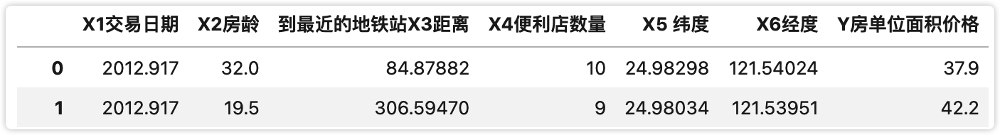 X1交易日期 X2房龄 到最近的地铁站X3距离 X4便利店数量 X5 纬度 X6经度 Y房单位面积价格
0 2012.917 32.0 84.87882 10 24.98298 121.54024 37.9
1 2012.917 19.5 306.59470 9 24.98034 121.53951 42.2